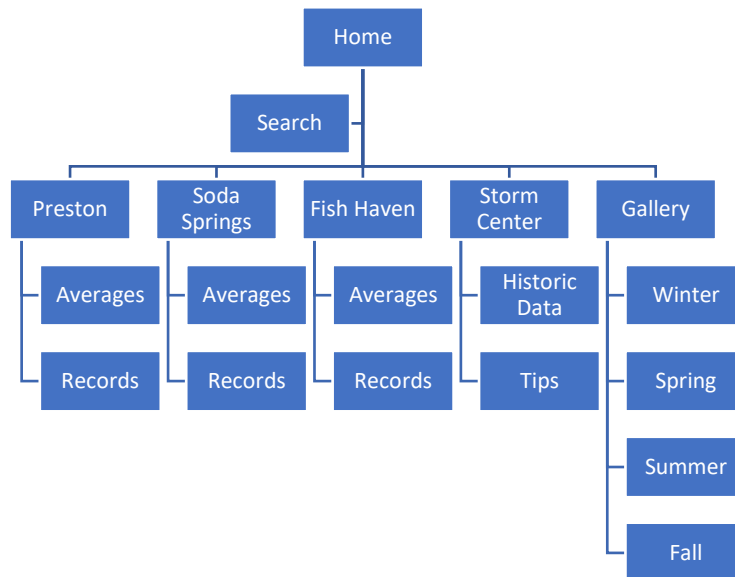 Home
Search
Preston
Soda
Springs
Fish Haven
Storm
Center
Gallery
Averages
Averages
Averages
Historic
Data
Winter
Records
Records
Records
Tips
Spring
Summer
Fall